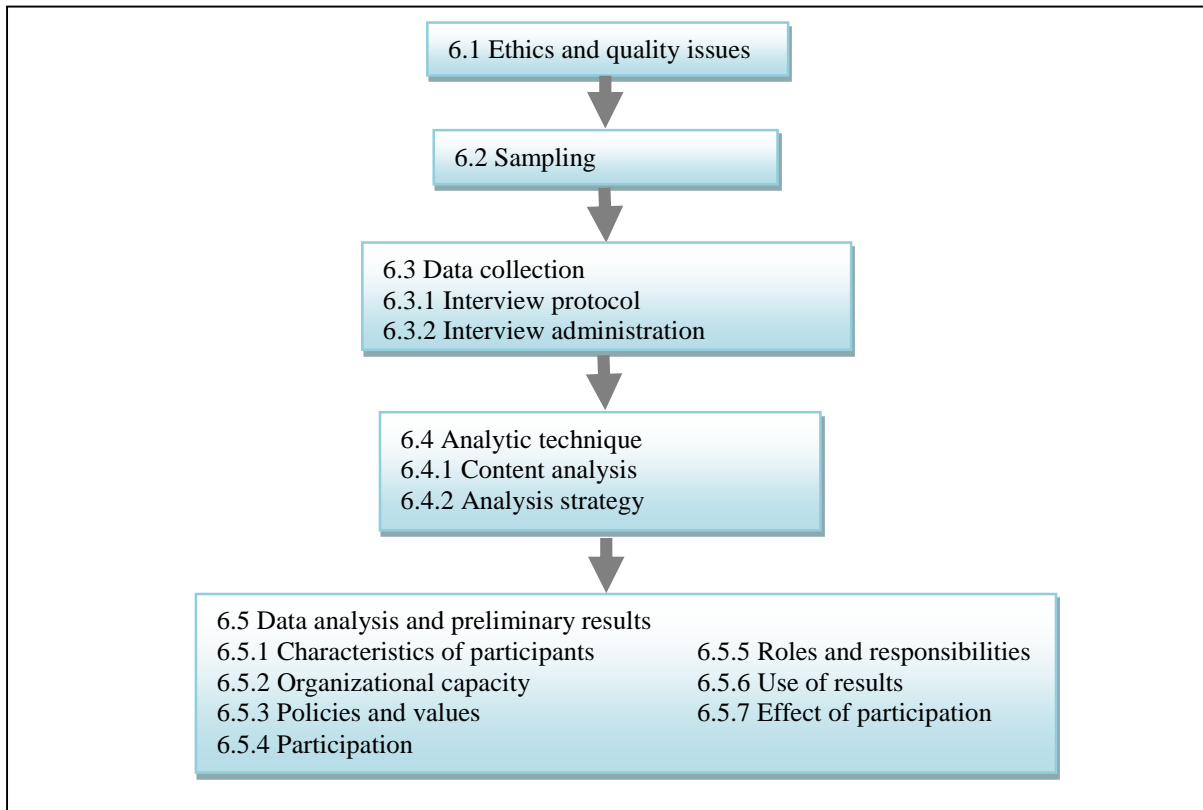 6.1 Ethics and quality issues
6.2 Sampling
6.3 Data collection
6.3.1 Interview protocol
6.3.2 Interview administration
6.4 Analytic technique
6.4.1 Content analysis
6.4.2 Analysis strategy
6.5 Data analysis and preliminary results
6.5.1 Characteristics of participants
6.5.2 Organizational capacity
6.5.3 Policies and values
6.5.4 Participation
6.5.5 Roles and responsibilities
6.5.6 Use of results
6.5.7 Effect of participation